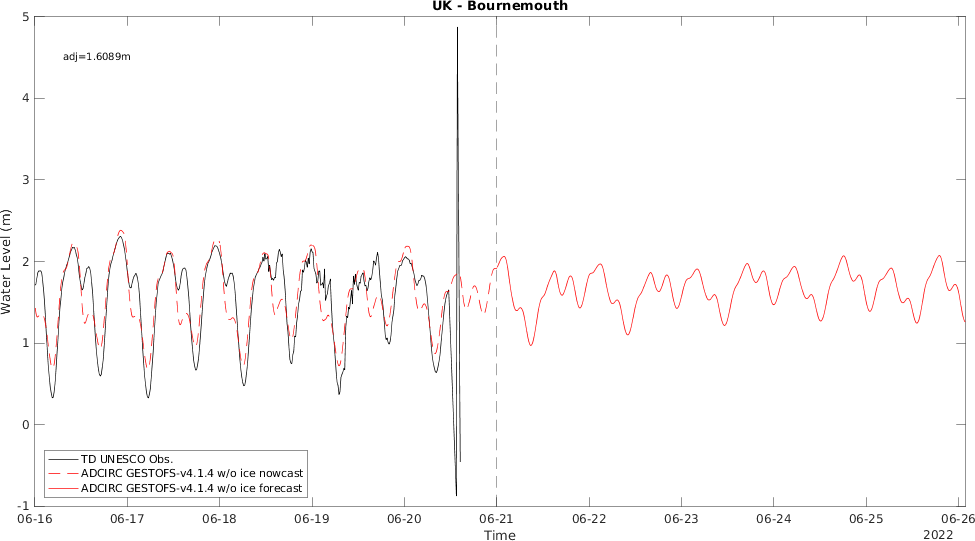 UK - Bournemouth
adj=1.6089m
Water Level (m)
5
4
3
2
1
0
-1
TD UNESCO Obs.
ADCIRC GESTOFS-v4.1.4 w/o ice nowcast
ADCIRC GESTOFS-v4.1.4 w/o ice forecast
06-16 06-17 06-18 06-19 06-20 06-21 06-22 06-23 06-24 06-25 06-26
Time
2022